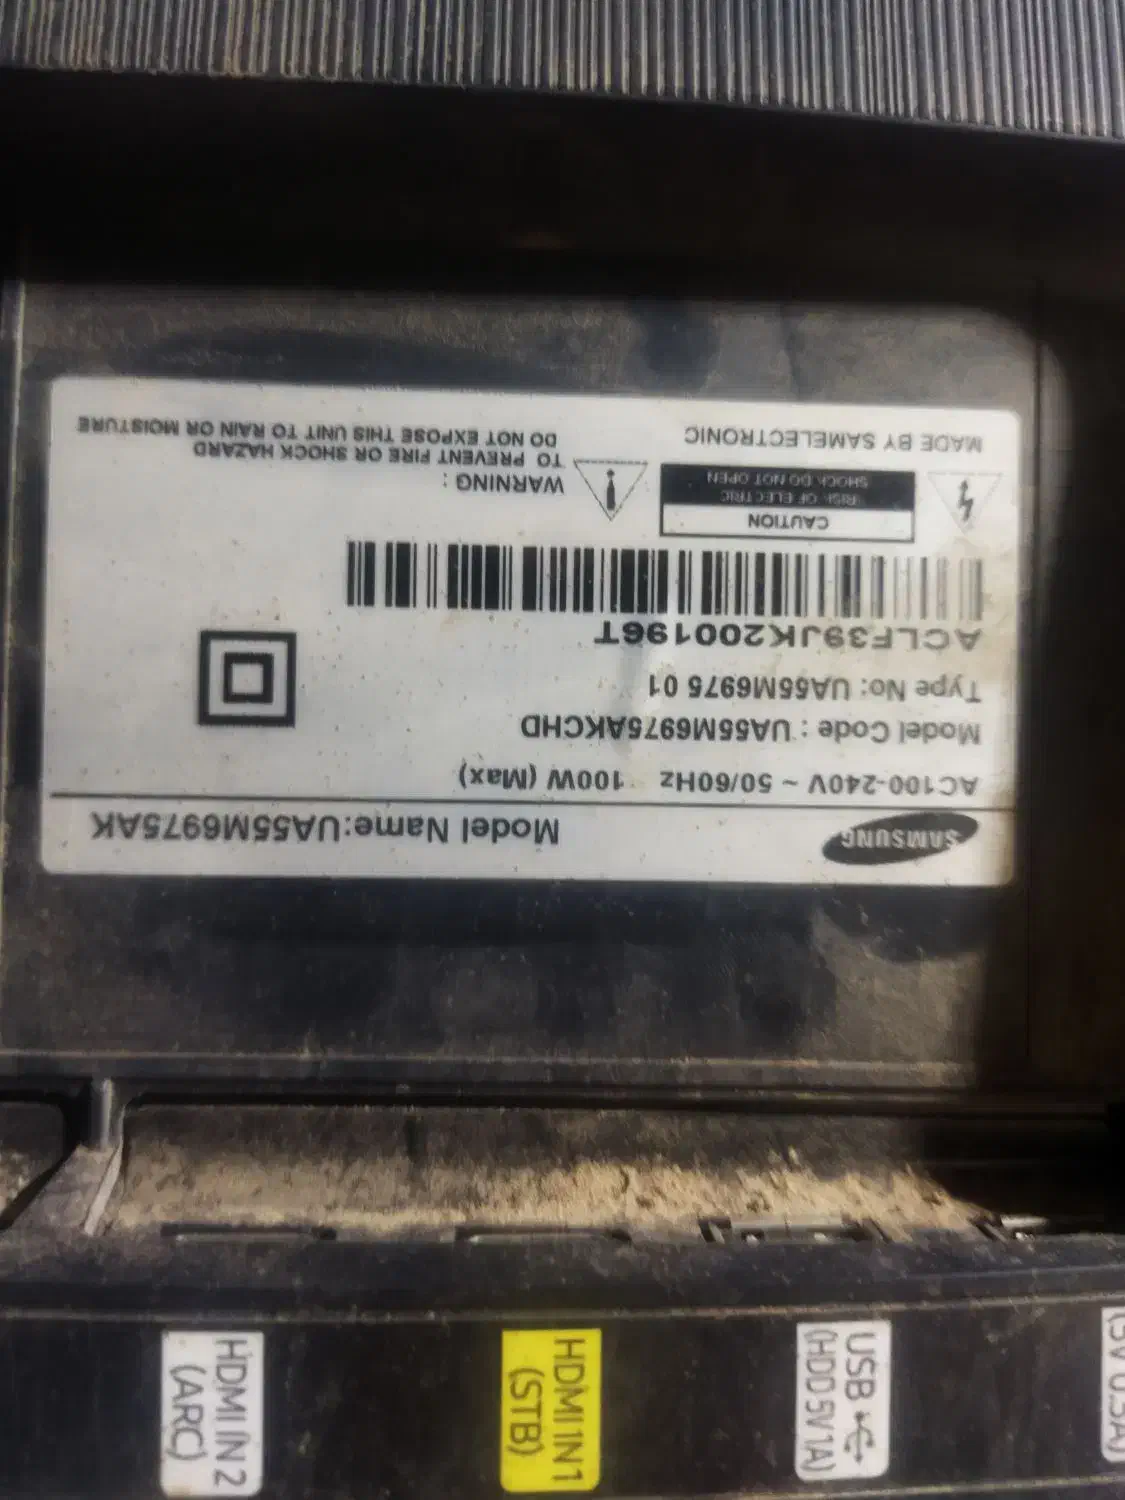 SAMSUNG
Model Name:UA55M6975AK
AC100-240V ~ 50/60Hz 100W (Max)
Model Code : UA55M6975AKCHD
Type No: UA55M6975 01
ACLF39JK200196T
CAUTION
RISK OF ELECTRIC
SHOCK DO NOT OPEN
WARNING :
TO PREVENT FIRE OR SHOCK HAZARD
DO NOT EXPOSE THIS UNIT TO RAIN OR MOISTURE
MADE BY SAMELECTRONIC
HDMI IN 2
(ARC)
HDMI IN 1
(STB)
USB
(HDD 5V 1A)
(5V 0.5A)